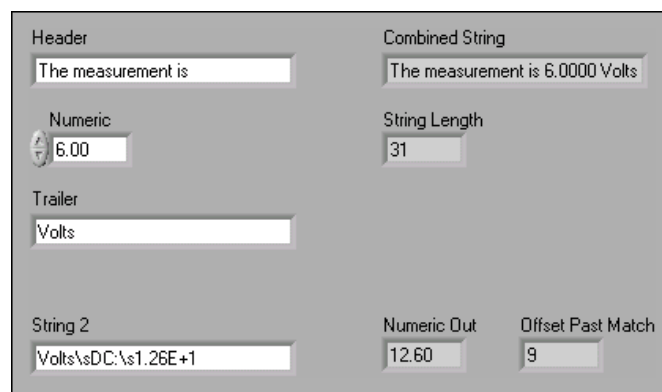 Header
The measurement is
Numeric
6.00
Trailer
Volts
String 2
Volts\sDC:\s1.26E+1
Combined String
The measurement is 6.0000 Volts
String Length
31
Numeric Out
12.60
Offset Past Match
9